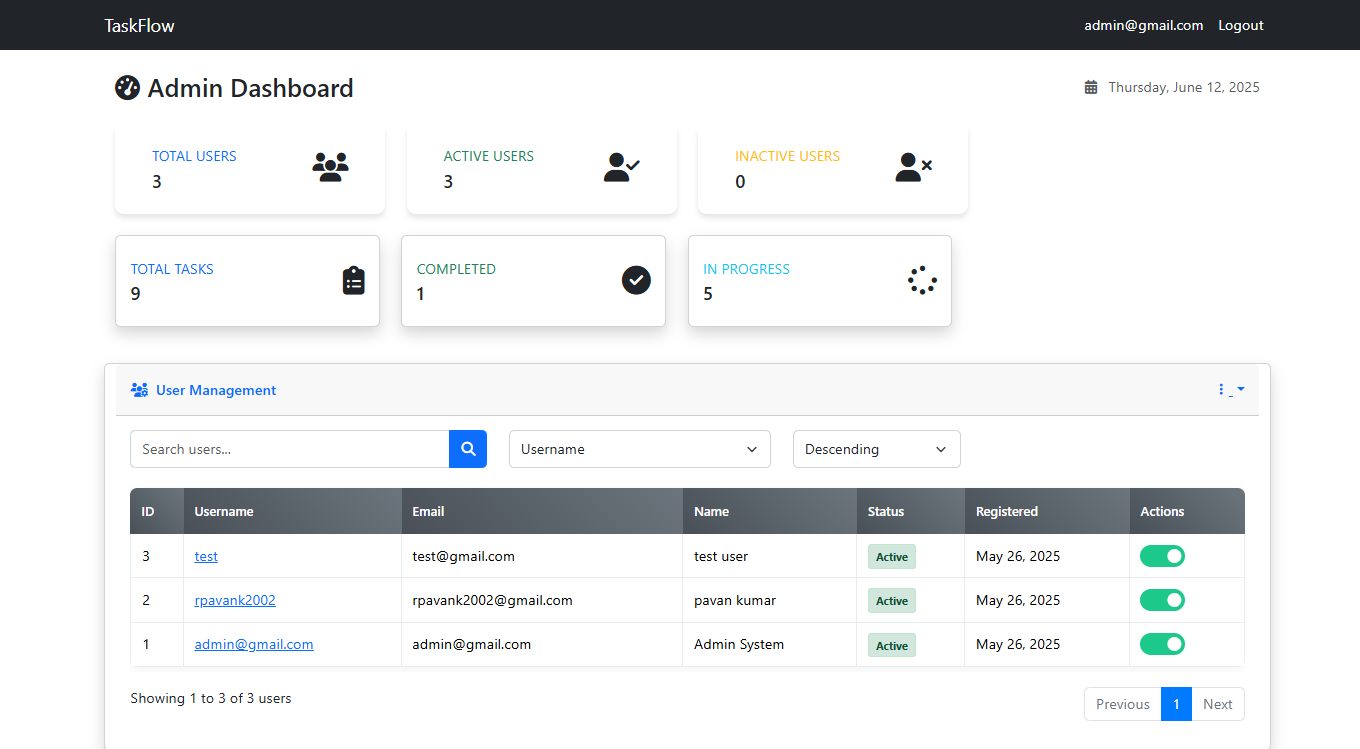 TaskFlow admin@gmail.com Logout
Admin Dashboard Thursday, June 12, 2025
TOTAL USERS ACTIVE USERS INACTIVE USERS
3 3 0
TOTAL TASKS COMPLETED IN PROGRESS
9 1 5
User Management
Search users... Username Descending
ID Username Email Name Status Registered Actions
3 test test@gmail.com test user Active May 26, 2025
2 rpavank2002 rpavank2002@gmail.com pavan kumar Active May 26, 2025
1 admin@gmail.com admin@gmail.com Admin System Active May 26, 2025
Showing 1 to 3 of 3 users Previous 1 Next